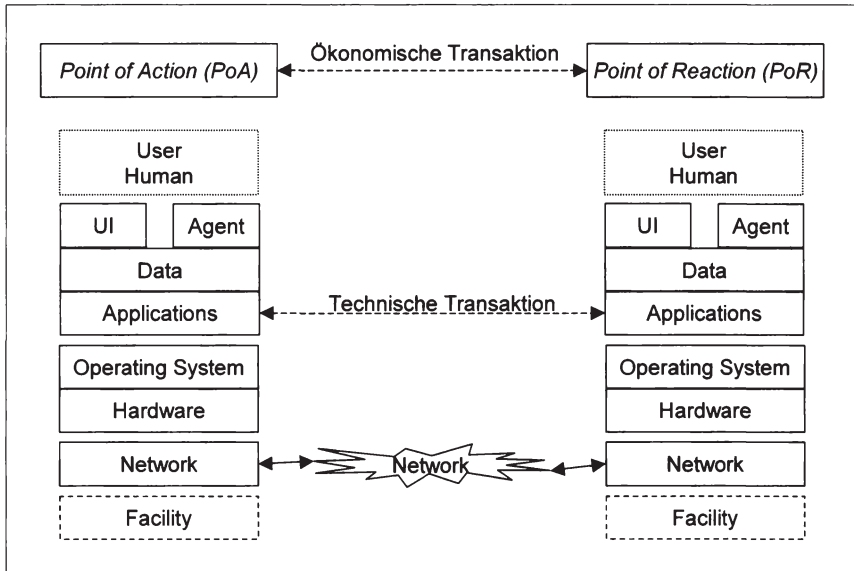 Point of Action (PoA)
Ökonomische Transaktion
Point of Reaction (PoR)
User
Human
User
Human
UI
Agent
UI
Agent
Data
Data
Applications
Technische Transaktion
Applications
Operating System
Operating System
Hardware
Hardware
Network
Network
Network
Facility
Facility